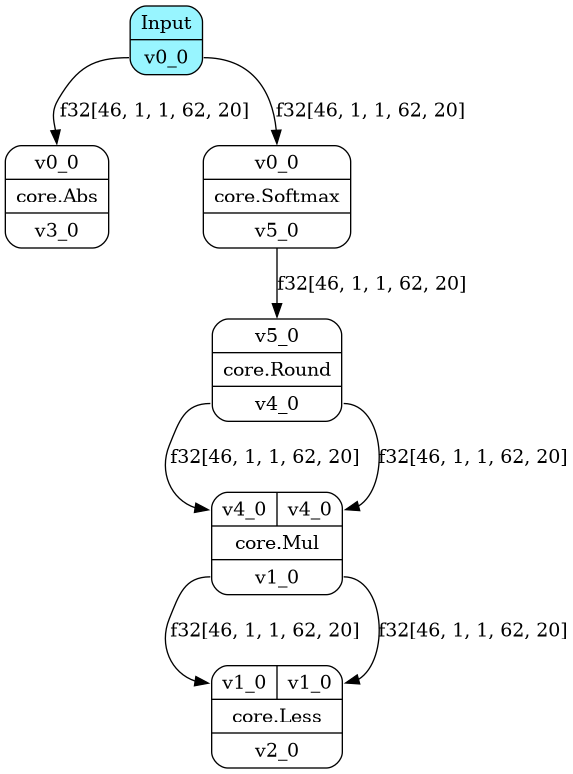 Input
v0_0
f32[46, 1, 1, 62, 20]
f32[46, 1, 1, 62, 20]
v0_0
core.Abs
v3_0
v0_0
core.Softmax
v5_0
f32[46, 1, 1, 62, 20]
v5_0
core.Round
v4_0
f32[46, 1, 1, 62, 20]
f32[46, 1, 1, 62, 20]
v4_0 v4_0
core.Mul
v1_0
f32[46, 1, 1, 62, 20]
f32[46, 1, 1, 62, 20]
v1_0 v1_0
core.Less
v2_0